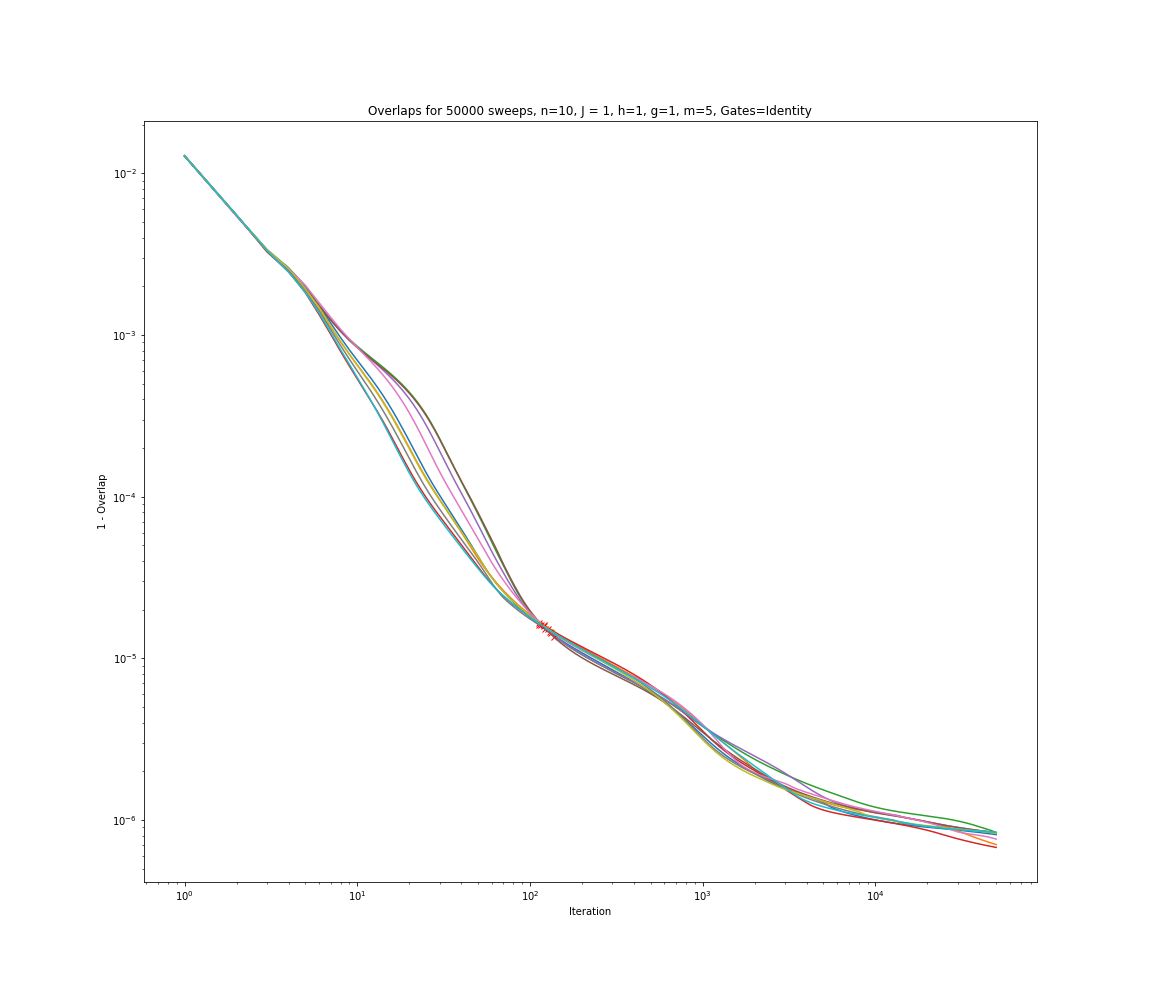 Overlaps for 50000 sweeps, n=10, J = 1, h=1, g=1, m=5, Gates=Identity
10⁻²
10⁻³
10⁻⁴
10⁻⁵
10⁻⁶
1 - Overlap
10⁰ 10¹ 10² 10³ 10⁴
Iteration